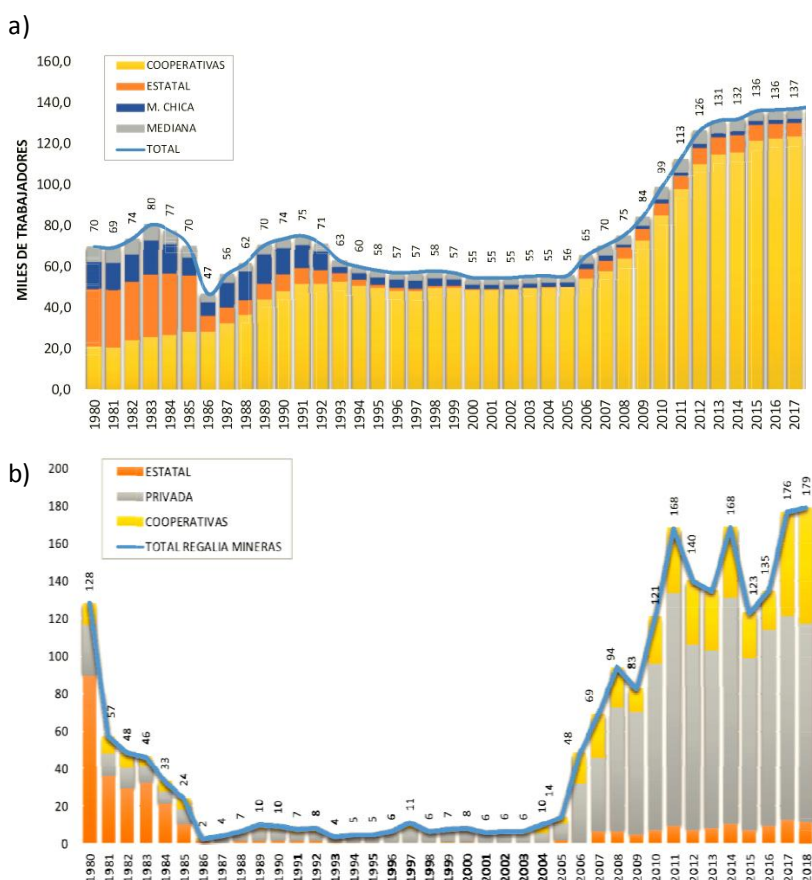 a)
160,0
140,0
120,0
100,0
80,0
60,0
40,0
20,0
0,0
MILES DE TRABAJADORES
COOPERATIVAS
ESTATAL
M. CHICA
MEDIANA
TOTAL
70 69 74 80 77 70 47 56 62 70 74 75 71 63 60 58 57 57 58 57 55 55 55 55 55 56 65 70 75 84 99 113 126 131 132 136 136 137
1980 1981 1982 1983 1984 1985 1986 1987 1988 1989 1990 1991 1992 1993 1994 1995 1996 1997 1998 1999 2000 2001 2002 2003 2004 2005 2006 2007 2008 2009 2010 2011 2012 2013 2014 2015 2016 2017
b)
200
180
160
140
120
100
80
60
40
20
0
ESTATAL
PRIVADA
COOPERATIVAS
TOTAL REGALIA MINERAS
128 57 48 46 33 24 2 4 7 10 10 7 8 4 5 5 6 11 6 7 8 6 6 6 10 14 48 69 94 83 121 168 140 168 123 135 176 179
1980 1981 1982 1983 1984 1985 1986 1987 1988 1989 1990 1991 1992 1993 1994 1995 1996 1997 1998 1999 2000 2001 2002 2003 2004 2005 2006 2007 2008 2009 2010 2011 2012 2013 2014 2015 2016 2017 2018